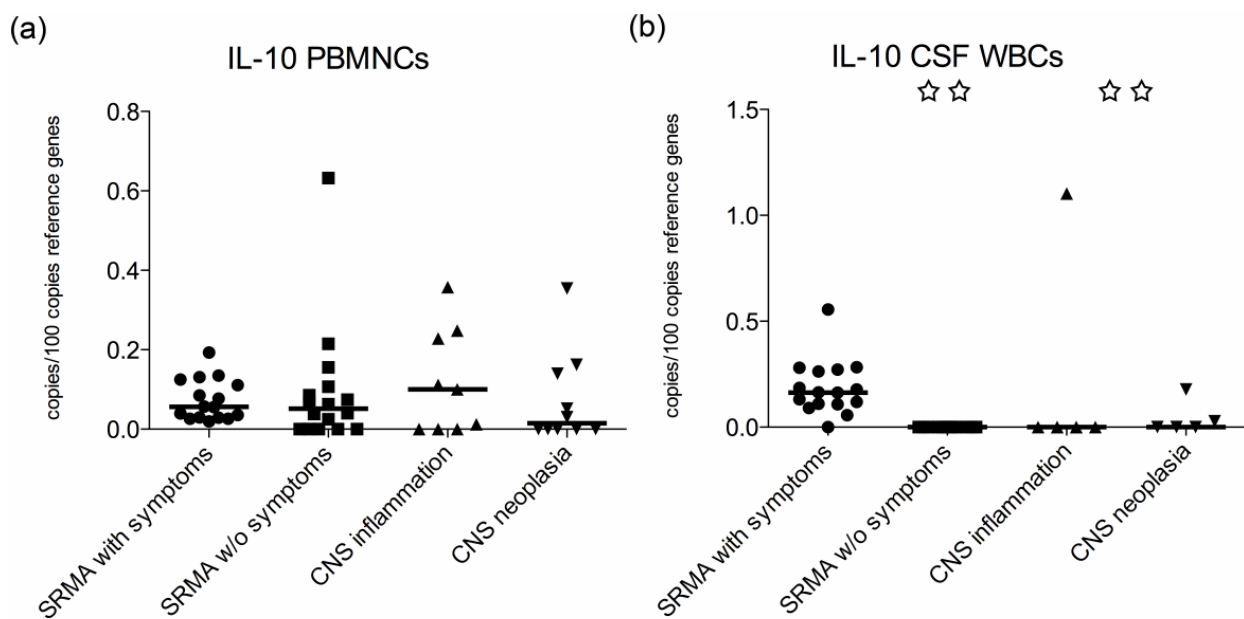 (a)
IL-10 PBMNCs
copies/100 copies reference genes
0.8
0.6
0.4
0.2
0.0
SRMA with symptoms
SRMA w/o symptoms
CNS inflammation
CNS neoplasia
(b)
IL-10 CSF WBCs
copies/100 copies reference genes
1.5
1.0
0.5
0.0
SRMA with symptoms
SRMA w/o symptoms
CNS inflammation
CNS neoplasia